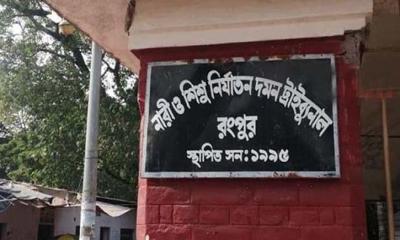 নারী ও শিশু নির্যাতন দমন ট্রাইব্যুনাল
রংপুর
স্থাপিত সন:১৯৯৫